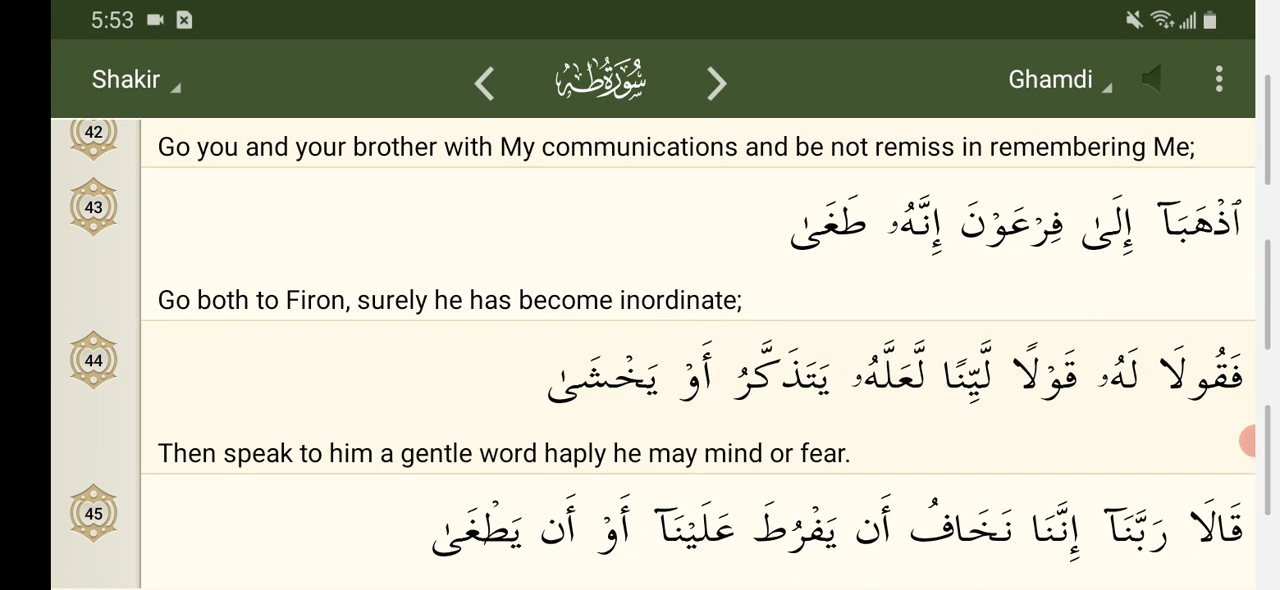 5:53
Shakir
سُورَةُ طه
Ghamdi
42
Go you and your brother with My communications and be not remiss in remembering Me;
43
ٱذْهَبَآ إِلَىٰ فِرْعَوْنَ إِنَّهُۥ طَغَىٰ
Go both to Firon, surely he has become inordinate;
44
فَقُولَا لَهُۥ قَوْلًا لَّيِّنًا لَّعَلَّهُۥ يَتَذَكَّرُ أَوْ يَخْشَىٰ
Then speak to him a gentle word haply he may mind or fear.
45
قَالَا رَبَّنَآ إِنَّنَا نَخَافُ أَن يَفْرُطَ عَلَيْنَآ أَوْ أَن يَطْغَىٰ